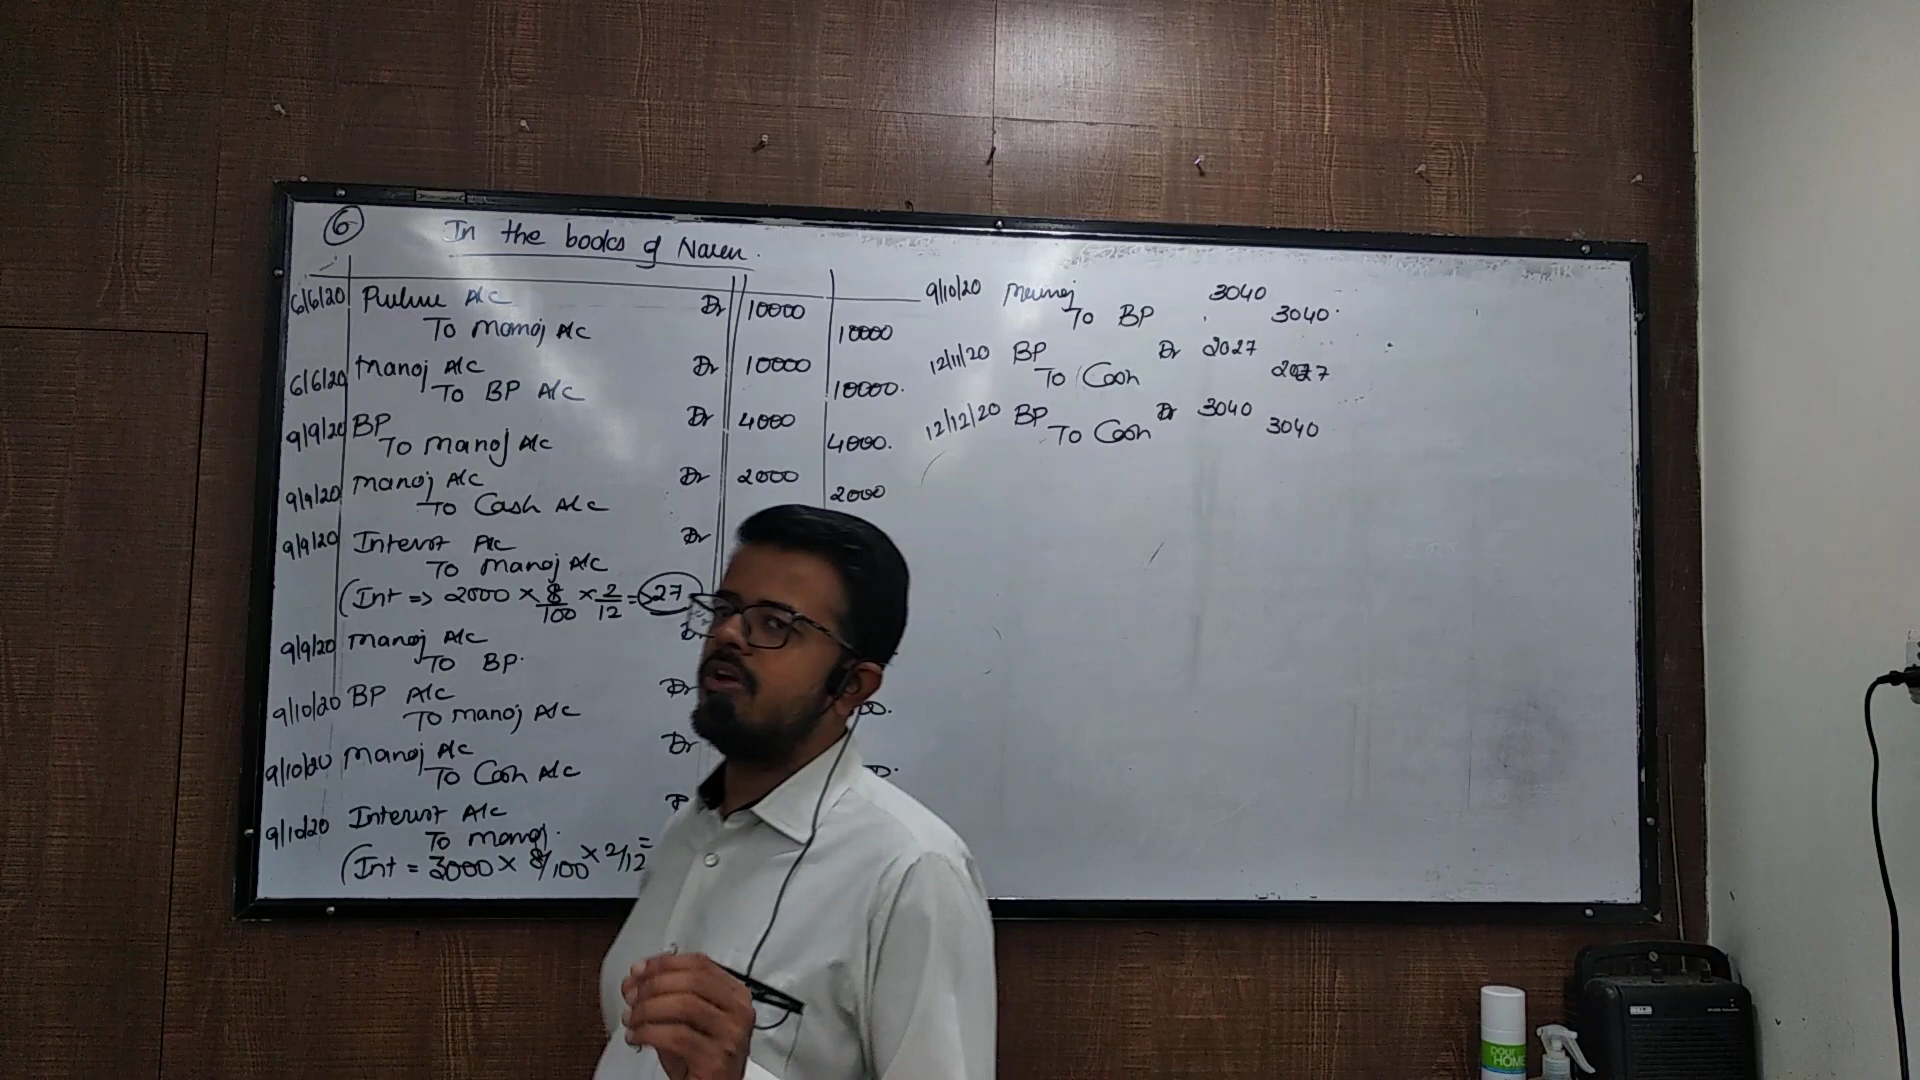 6
In the books of Naren.
6/6/20 Purchase A/c Dr 10000
To Manoj A/c 10000
6/6/20 Manoj A/c Dr 10000
To BP A/c 10000.
9/9/20 BP Dr 4000
To Manoj A/c 4000.
9/9/20 Manoj A/c Dr 2000
To Cash A/c 2000
9/9/20 Interest A/c Dr
To Manoj A/c
(Int => 2000 × 8/100 × 2/12 = 27
9/9/20 Manoj A/c
To BP.
9/10/20 BP A/c Dr
To Manoj A/c
9/10/20 Manoj A/c Dr
To Cash A/c
9/10/20 Interest A/c
To Manoj.
(Int = 3000 × 8/100 × 2/12 =
9/10/20 Manoj 3040
To BP 3040.
12/11/20 BP Dr 2027
To Cash 2027
12/12/20 BP Dr 3040
To Cash 3040
pour
HOME